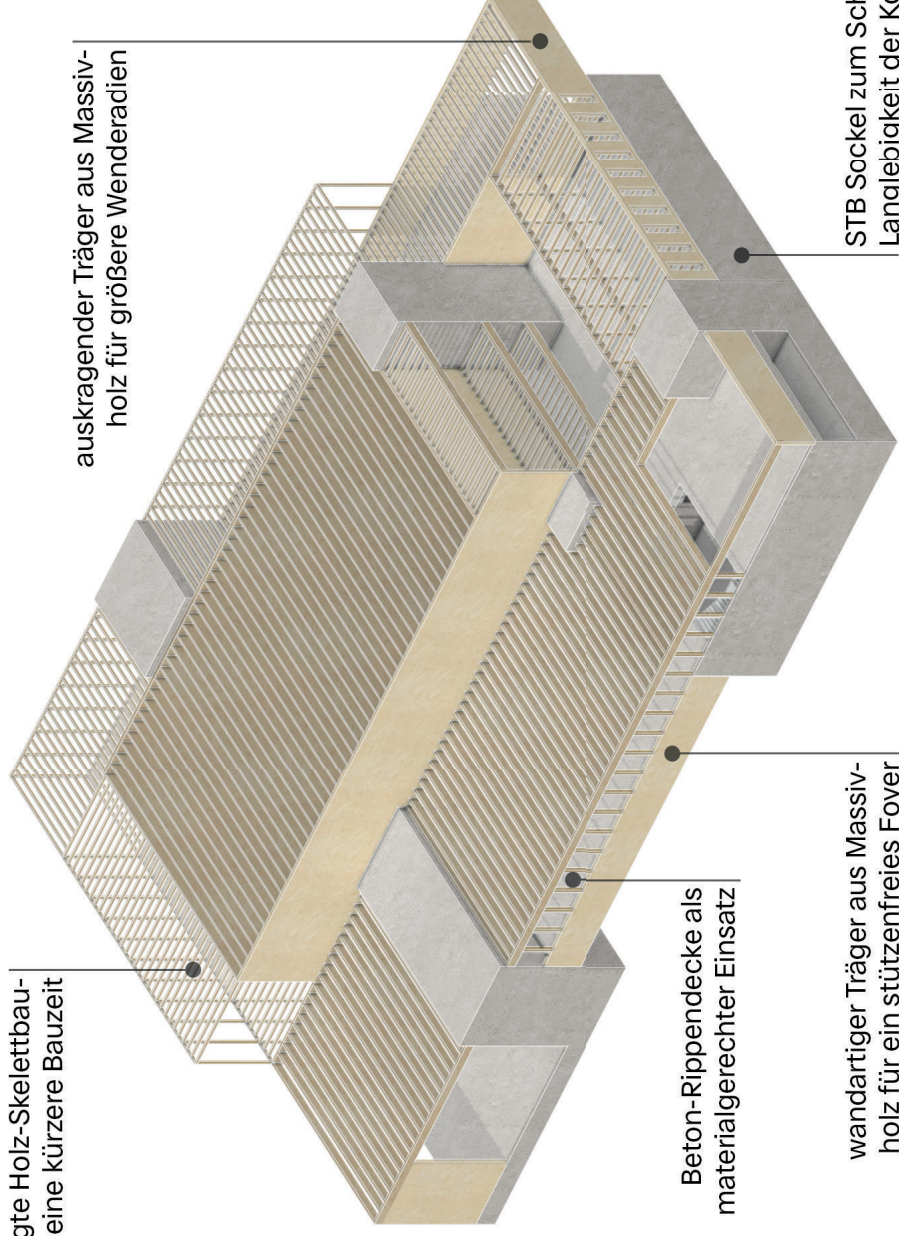 auskragender Träger aus Massiv-
holz für größere Wenderadien
gte Holz-Skelettbau-
eine kürzere Bauzeit
STB Sockel zum Sch
Langlebigkeit der Ko
Beton-Rippendecke als
materialgerechter Einsatz
wandartiger Träger aus Massiv-
holz für ein stützenfreies Foyer